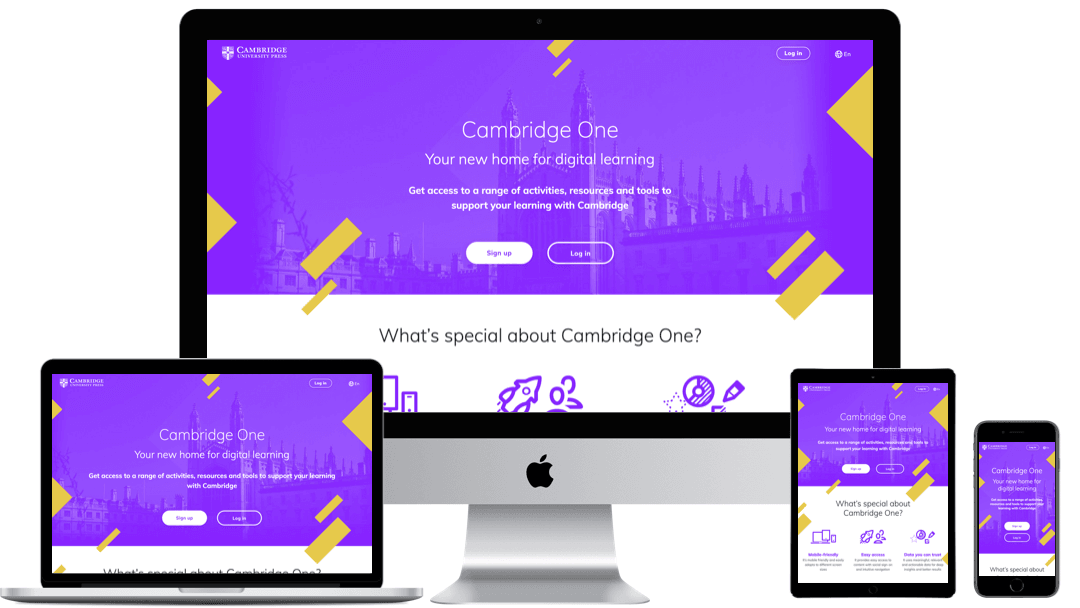 CAMBRIDGE
UNIVERSITY PRESS
Log in
En
Cambridge One
Your new home for digital learning
Get access to a range of activities, resources and tools to
support your learning with Cambridge
Sign up
Log in
What's special about Cambridge One?
CAMBRIDGE
UNIVERSITY PRESS
Log in
En
Cambridge One
Your new home for digital learning
Get access to a range of activities, resources and tools to support your learning
with Cambridge
Sign up
Log in
What's special about Cambridge One?
CAMBRIDGE
UNIVERSITY PRESS
Log in
En
Cambridge One
Your new home for digital learning
Get access to a range of activities, resources and tools to
support your learning with Cambridge
Sign up
Log in
What's special about
Cambridge One?
Mobile-friendly
Easy access
Data you can trust
CAMBRIDGE
UNIVERSITY PRESS
Log in
En
Cambridge One
Your new home for
digital learning
Get access to a range of activities,
resources and tools to support your
learning with Cambridge
Sign up
Log in
What's special about